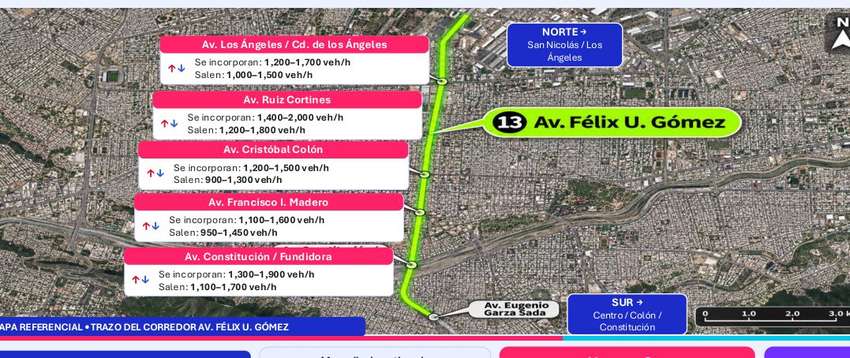 Av. Los Ángeles / Cd. de los Ángeles
Se incorporan: 1,200–1,700 veh/h
Salen: 1,000–1,500 veh/h
NORTE →
San Nicolás / Los
Ángeles
N
Av. Ruiz Cortines
Se incorporan: 1,400–2,000 veh/h
Salen: 1,200–1,800 veh/h
13 Av. Félix U. Gómez
Av. Cristóbal Colón
Se incorporan: 1,200–1,500 veh/h
Salen: 900–1,300 veh/h
Av. Francisco I. Madero
Se incorporan: 1,100–1,600 veh/h
Salen: 950–1,450 veh/h
Av. Constitución / Fundidora
Se incorporan: 1,300–1,900 veh/h
Salen: 1,100–1,700 veh/h
Av. Eugenio
Garza Sada
SUR →
Centro / Colón /
Constitución
0 1.0 2.0 3.0 k
APA REFERENCIAL • TRAZO DEL CORREDOR AV. FÉLIX U. GÓMEZ